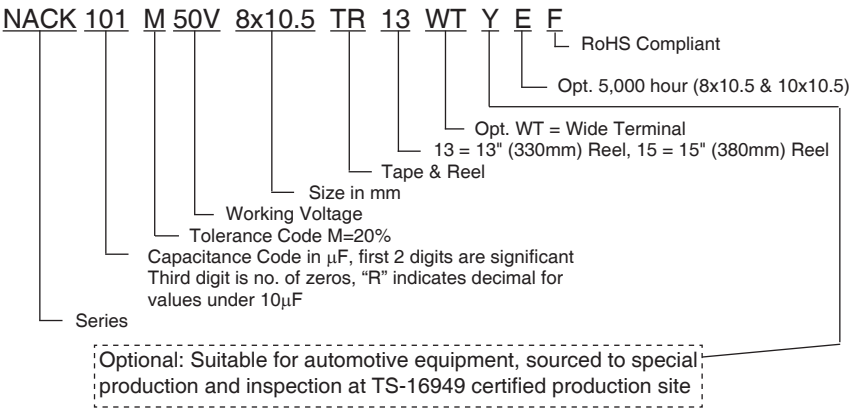 NACK 101 M 50V 8x10.5 TR 13 WT Y E F
RoHS Compliant
Opt. 5,000 hour (8x10.5 & 10x10.5)
Opt. WT = Wide Terminal
13 = 13" (330mm) Reel, 15 = 15" (380mm) Reel
Tape & Reel
Size in mm
Working Voltage
Tolerance Code M=20%
Capacitance Code in μF, first 2 digits are significant
Third digit is no. of zeros, “R” indicates decimal for
values under 10μF
Series
Optional: Suitable for automotive equipment, sourced to special
production and inspection at TS-16949 certified production site